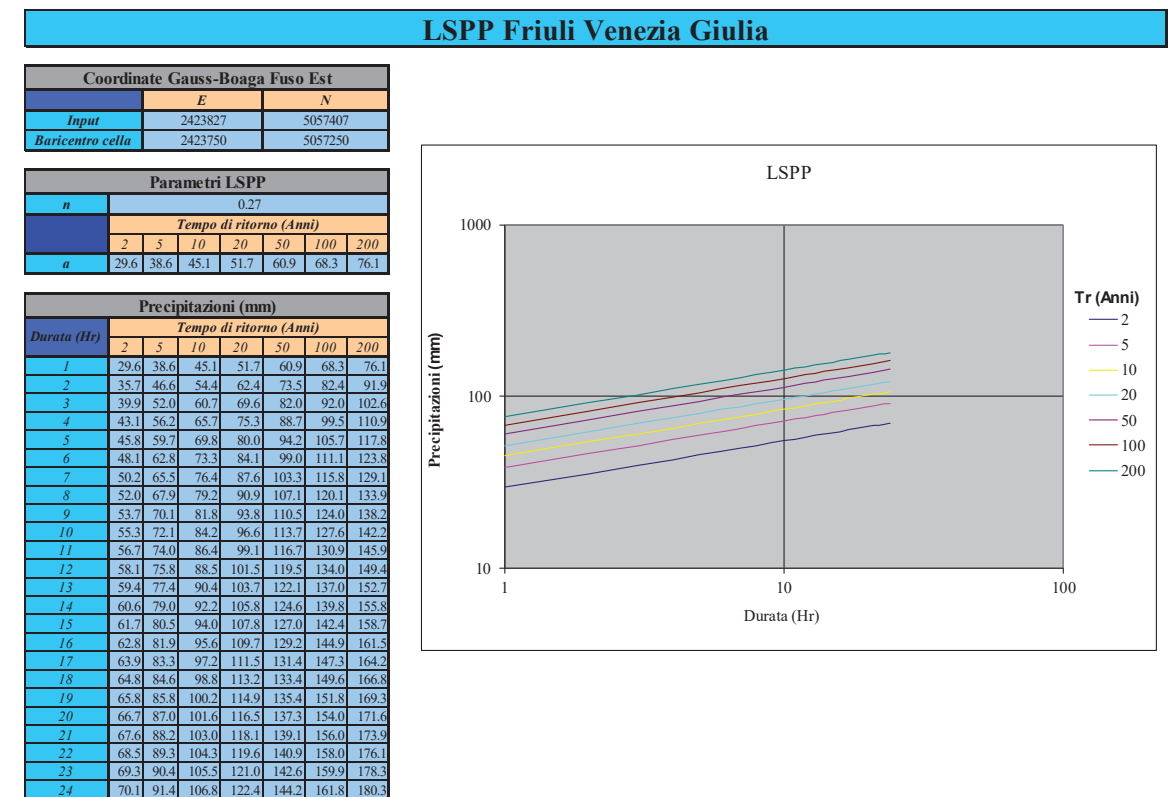 LSPP Friuli Venezia Giulia
Coordinate Gauss-Boaga Fuso Est
E N
Input 2423827 5057407
Baricentro cella 2423750 5057250
Parametri LSPP
n 0.27
Tempo di ritorno (Anni)
2 5 10 20 50 100 200
a 29.6 38.6 45.1 51.7 60.9 68.3 76.1
Precipitazioni (mm)
Durata (Hr) Tempo di ritorno (Anni)
2 5 10 20 50 100 200
1 29.6 38.6 45.1 51.7 60.9 68.3 76.1
2 35.7 46.6 54.4 62.4 73.5 82.4 91.9
3 39.9 52.0 60.7 69.6 82.0 92.0 102.6
4 43.1 56.2 65.7 75.3 88.7 99.5 110.9
5 45.8 59.7 69.8 80.0 94.2 105.7 117.8
6 48.1 62.8 73.3 84.1 99.0 111.1 123.8
7 50.2 65.5 76.4 87.6 103.3 115.8 129.1
8 52.0 67.9 79.2 90.9 107.1 120.1 133.9
9 53.7 70.1 81.8 93.8 110.5 124.0 138.2
10 55.3 72.1 84.2 96.6 113.7 127.6 142.2
11 56.7 74.0 86.4 99.1 116.7 130.9 145.9
12 58.1 75.8 88.5 101.5 119.5 134.0 149.4
13 59.4 77.4 90.4 103.7 122.1 137.0 152.7
14 60.6 79.0 92.2 105.8 124.6 139.8 155.8
15 61.7 80.5 94.0 107.8 127.0 142.4 158.7
16 62.8 81.9 95.6 109.7 129.2 144.9 161.5
17 63.9 83.3 97.2 111.5 131.4 147.3 164.2
18 64.8 84.6 98.8 113.2 133.4 149.6 166.8
19 65.8 85.8 100.2 114.9 135.4 151.8 169.3
20 66.7 87.0 101.6 116.5 137.3 154.0 171.6
21 67.6 88.2 103.0 118.1 139.1 156.0 173.9
22 68.5 89.3 104.3 119.6 140.9 158.0 176.1
23 69.3 90.4 105.5 121.0 142.6 159.9 178.3
24 70.1 91.4 106.8 122.4 144.2 161.8 180.3
LSPP
Precipitazioni (mm)
1000
100
10
1 10 100
Durata (Hr)
Tr (Anni)
2
5
10
20
50
100
200